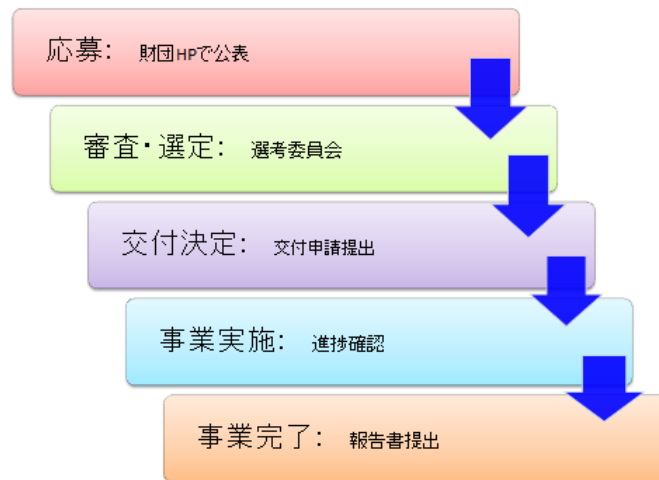 応募: 財団HPで公表
審査・選定: 選考委員会
交付決定: 交付申請提出
事業実施: 進捗確認
事業完了: 報告書提出